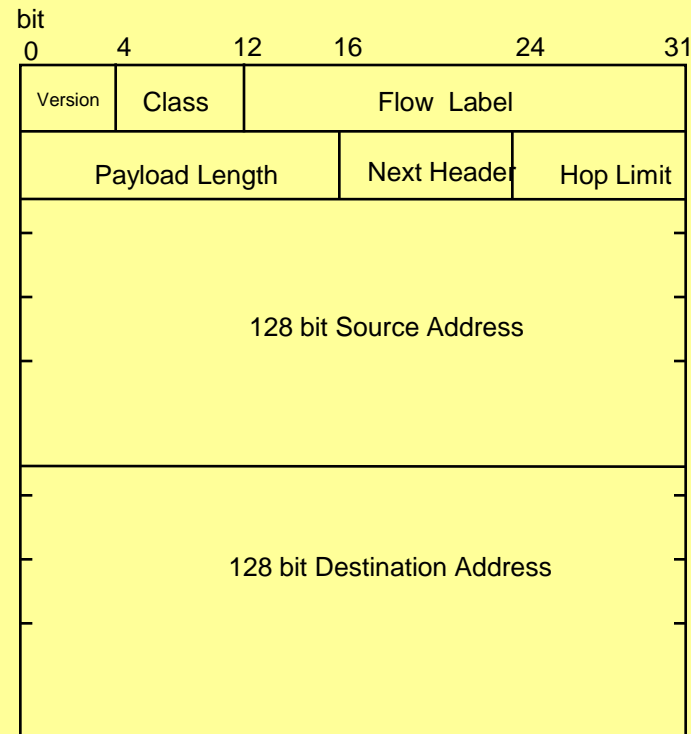 bit
0 4 12 16 24 31
Version Class Flow Label
Payload Length Next Header Hop Limit
128 bit Source Address
128 bit Destination Address